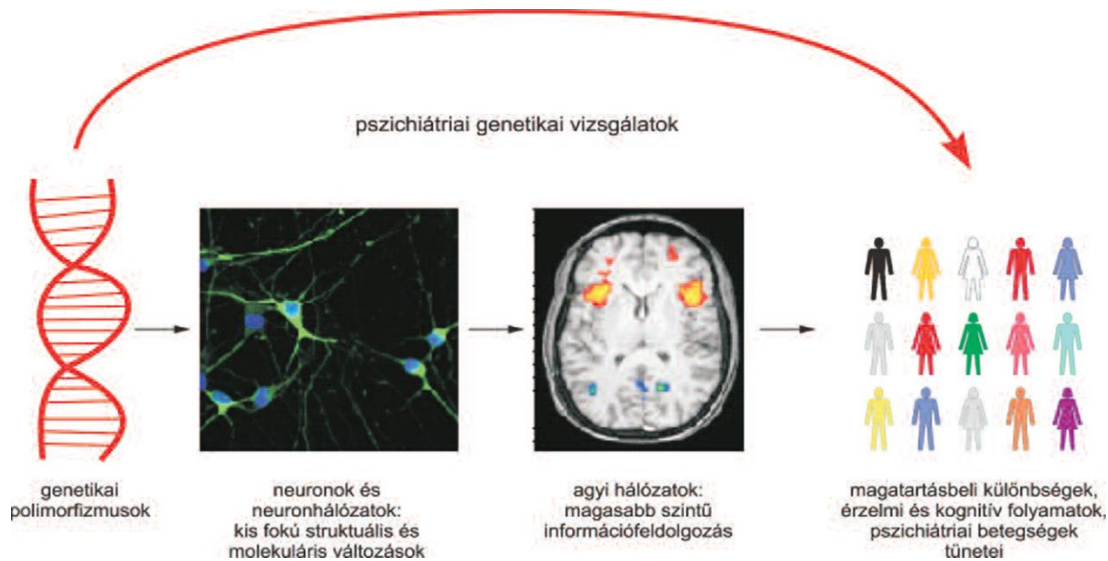 pszichiátriai genetikai vizsgálatok
genetikai
polimorfizmusok
neuronok és
neuronhálózatok:
kis fokú struktuális és
molekuláris változások
agyi hálózatok:
magasabb szintű
információfeldolgozás
magatartásbeli különbségek,
érzelmi és kognitív folyamatok,
pszichiátriai betegségek
tünetei